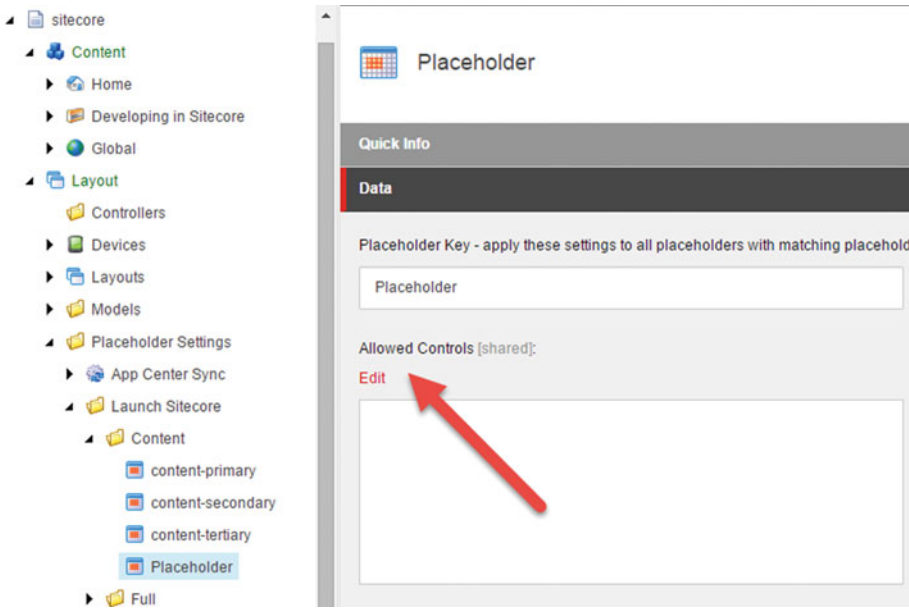 sitecore
Content
Home
Developing in Sitecore
Global
Layout
Controllers
Devices
Layouts
Models
Placeholder Settings
App Center Sync
Launch Sitecore
Content
content-primary
content-secondary
content-tertiary
Placeholder
Full
Placeholder
Quick Info
Data
Placeholder Key - apply these settings to all placeholders with matching placehold
Placeholder
Allowed Controls [shared]:
Edit